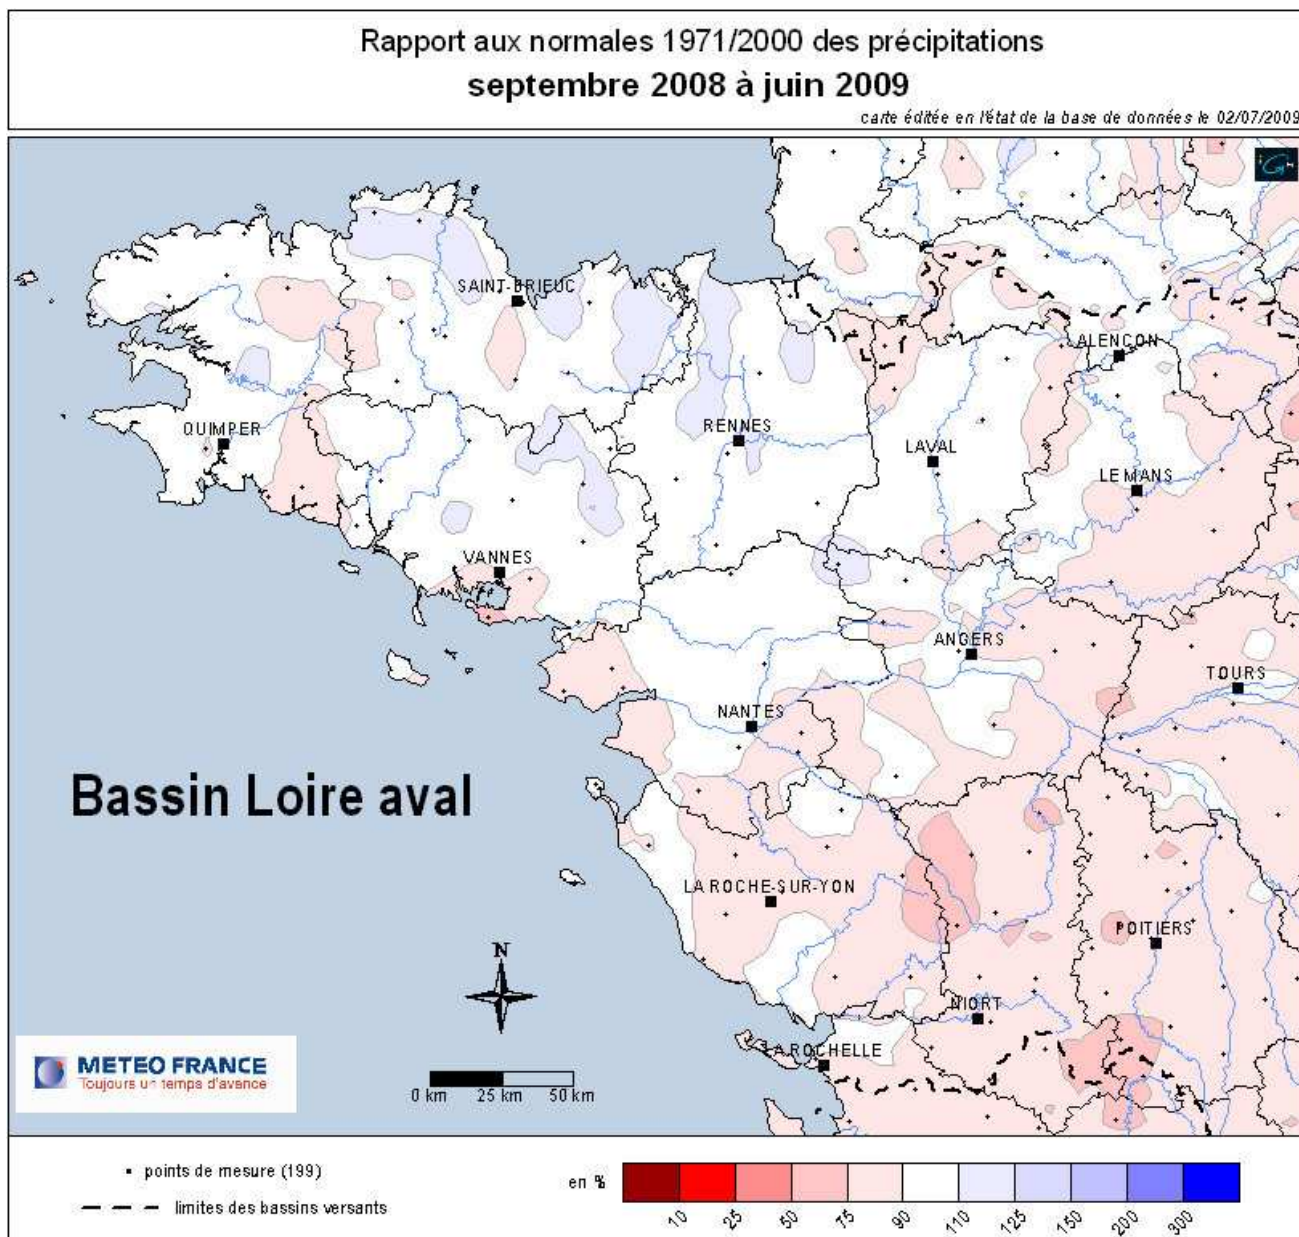 Rapport aux normales 1971/2000 des précipitations
septembre 2008 à juin 2009
carte éditée en l'état de la base de données le 02/07/2009
SAINT-BRIEUC
ALENCON
QUIMPER
RENNES
LAVAL
LE MANS
VANNES
ANGERS
TOURS
NANTES
Bassin Loire aval
LA ROCHE-SUR-YON
POITIERS
N
NIORT
LA ROCHELLE
METEO FRANCE
Toujours un temps d'avance
0 km 25 km 50 km
points de mesure (199)
limites des bassins versants
en %
10 25 50 75 90 110 125 150 200 300